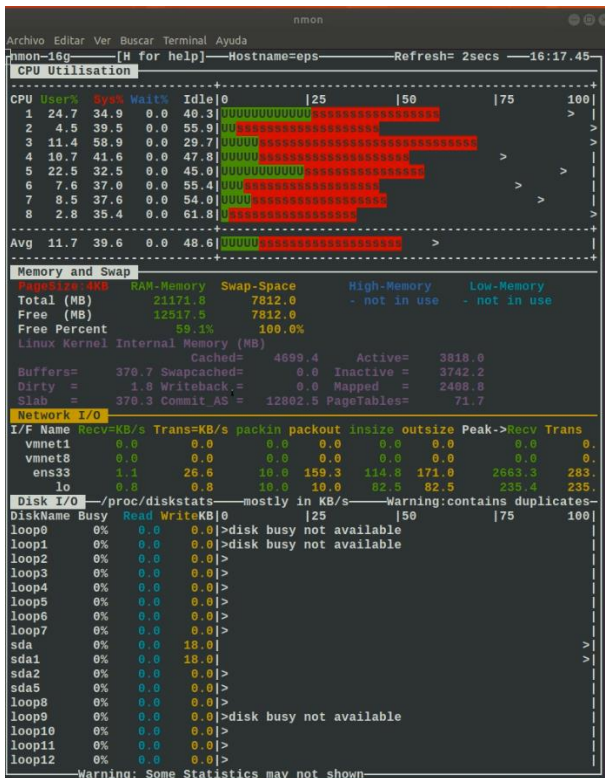 nmon
Archivo Editar Ver Buscar Terminal Ayuda
nmon-16g [H for help] Hostname=eps Refresh= 2secs 16:17.45
CPU Utilisation
CPU User% Sys% Wait% Idle|0 |25 |50 |75 100|
1 24.7 34.9 0.0 40.3|UUUUUUUUUUUUsssssssssssssssss > |
2 4.5 39.5 0.0 55.9|UUsssssssssssssssssss >
3 11.4 58.9 0.0 29.7|UUUUUsssssssssssssssssssssssssssss >
4 10.7 41.6 0.0 47.8|UUUUUssssssssssssssssssss > |
5 22.5 32.5 0.0 45.0|UUUUUUUUUUUssssssssssssssss > |
6 7.6 37.0 0.0 55.4|UUUssssssssssssssssss > |
7 8.5 37.6 0.0 54.0|UUUUssssssssssssssssss > |
8 2.8 35.4 0.0 61.8|Usssssssssssssssss >
Avg 11.7 39.6 0.0 48.6|UUUUUsssssssssssssssssss > |
Memory and Swap
PageSize:4KB RAM-Memory Swap-Space High-Memory Low-Memory
Total (MB) 21171.8 7812.0 - not in use - not in use
Free (MB) 12517.5 7812.0
Free Percent 59.1% 100.0%
Linux Kernel Internal Memory (MB)
Cached= 4699.4 Active= 3818.0
Buffers= 370.7 Swapcached= 0.0 Inactive = 3742.2
Dirty = 1.8 Writeback = 0.0 Mapped = 2408.8
Slab = 370.3 Commit_AS = 12802.5 PageTables= 71.7
Network I/O
I/F Name Recv=KB/s Trans=KB/s packin packout insize outsize Peak->Recv Trans
vmnet1 0.0 0.0 0.0 0.0 0.0 0.0 0.0 0.
vmnet8 0.0 0.0 0.0 0.0 0.0 0.0 0.0 0.
ens33 1.1 26.6 10.0 159.3 114.8 171.0 2663.3 283.
lo 0.8 0.8 10.0 10.0 82.5 82.5 235.4 235.
Disk I/O /proc/diskstats mostly in KB/s Warning:contains duplicates
DiskName Busy Read WriteKB|0 |25 |50 |75 100|
loop0 0% 0.0 0.0|>disk busy not available |
loop1 0% 0.0 0.0|>disk busy not available |
loop2 0% 0.0 0.0|> |
loop3 0% 0.0 0.0|> |
loop4 0% 0.0 0.0|> |
loop5 0% 0.0 0.0|> |
loop6 0% 0.0 0.0|> |
loop7 0% 0.0 0.0|> |
sda 0% 0.0 18.0| >|
sda1 0% 0.0 18.0| >|
sda2 0% 0.0 0.0|> |
sda5 0% 0.0 0.0|> |
loop8 0% 0.0 0.0|> |
loop9 0% 0.0 0.0|>disk busy not available |
loop10 0% 0.0 0.0|> |
loop11 0% 0.0 0.0|> |
loop12 0% 0.0 0.0|> |
Warning: Some Statistics may not shown